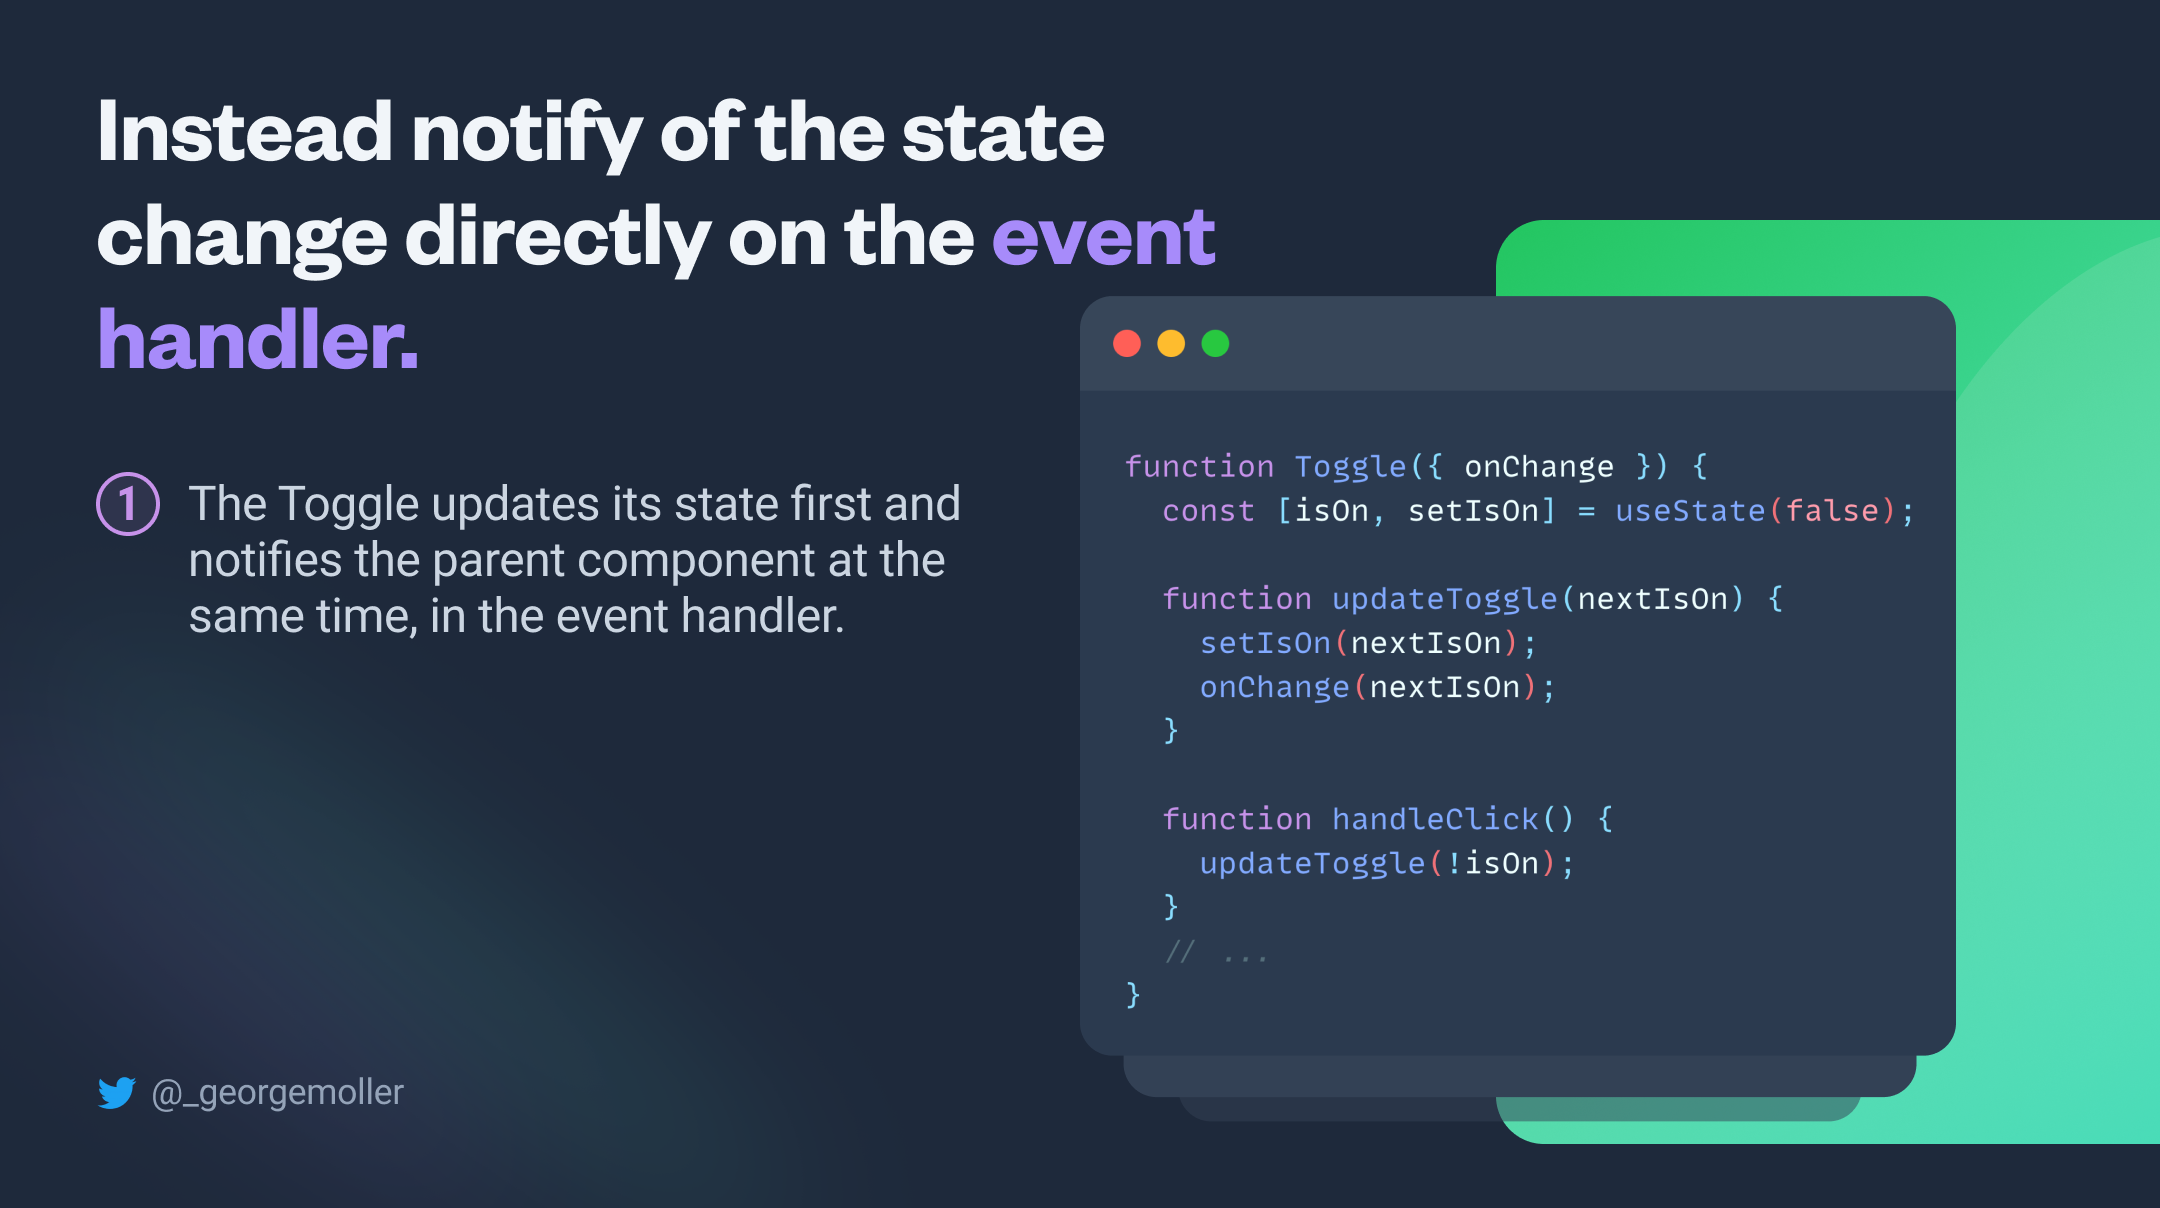 Instead notify of the state
change directly on the event
handler.
1
The Toggle updates its state first and
notifies the parent component at the
same time, in the event handler.
function Toggle({ onChange }) {
  const [isOn, setIsOn] = useState(false);
  function updateToggle(nextIsOn) {
    setIsOn(nextIsOn);
    onChange(nextIsOn);
  }
  function handleClick() {
    updateToggle(!isOn);
  }
  // ...
}
@_georgemoller